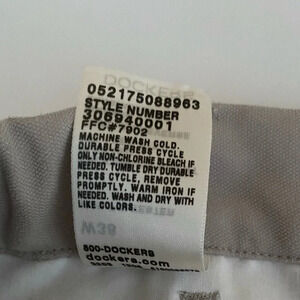 DOCKERS
052175088963
STYLE NUMBER
306940001
FFC#7902
MACHINE WASH COLD.
DURABLE PRESS CYCLE
ONLY NON-CHLORINE BLEACH IF
NEEDED. TUMBLE DRY DURABLE
PRESS CYCLE. REMOVE
PROMPTLY. WARM IRON IF
NEEDED. WASH AND DRY WITH
LIKE COLORS.
W38
800-DOCKERS
dockers.com